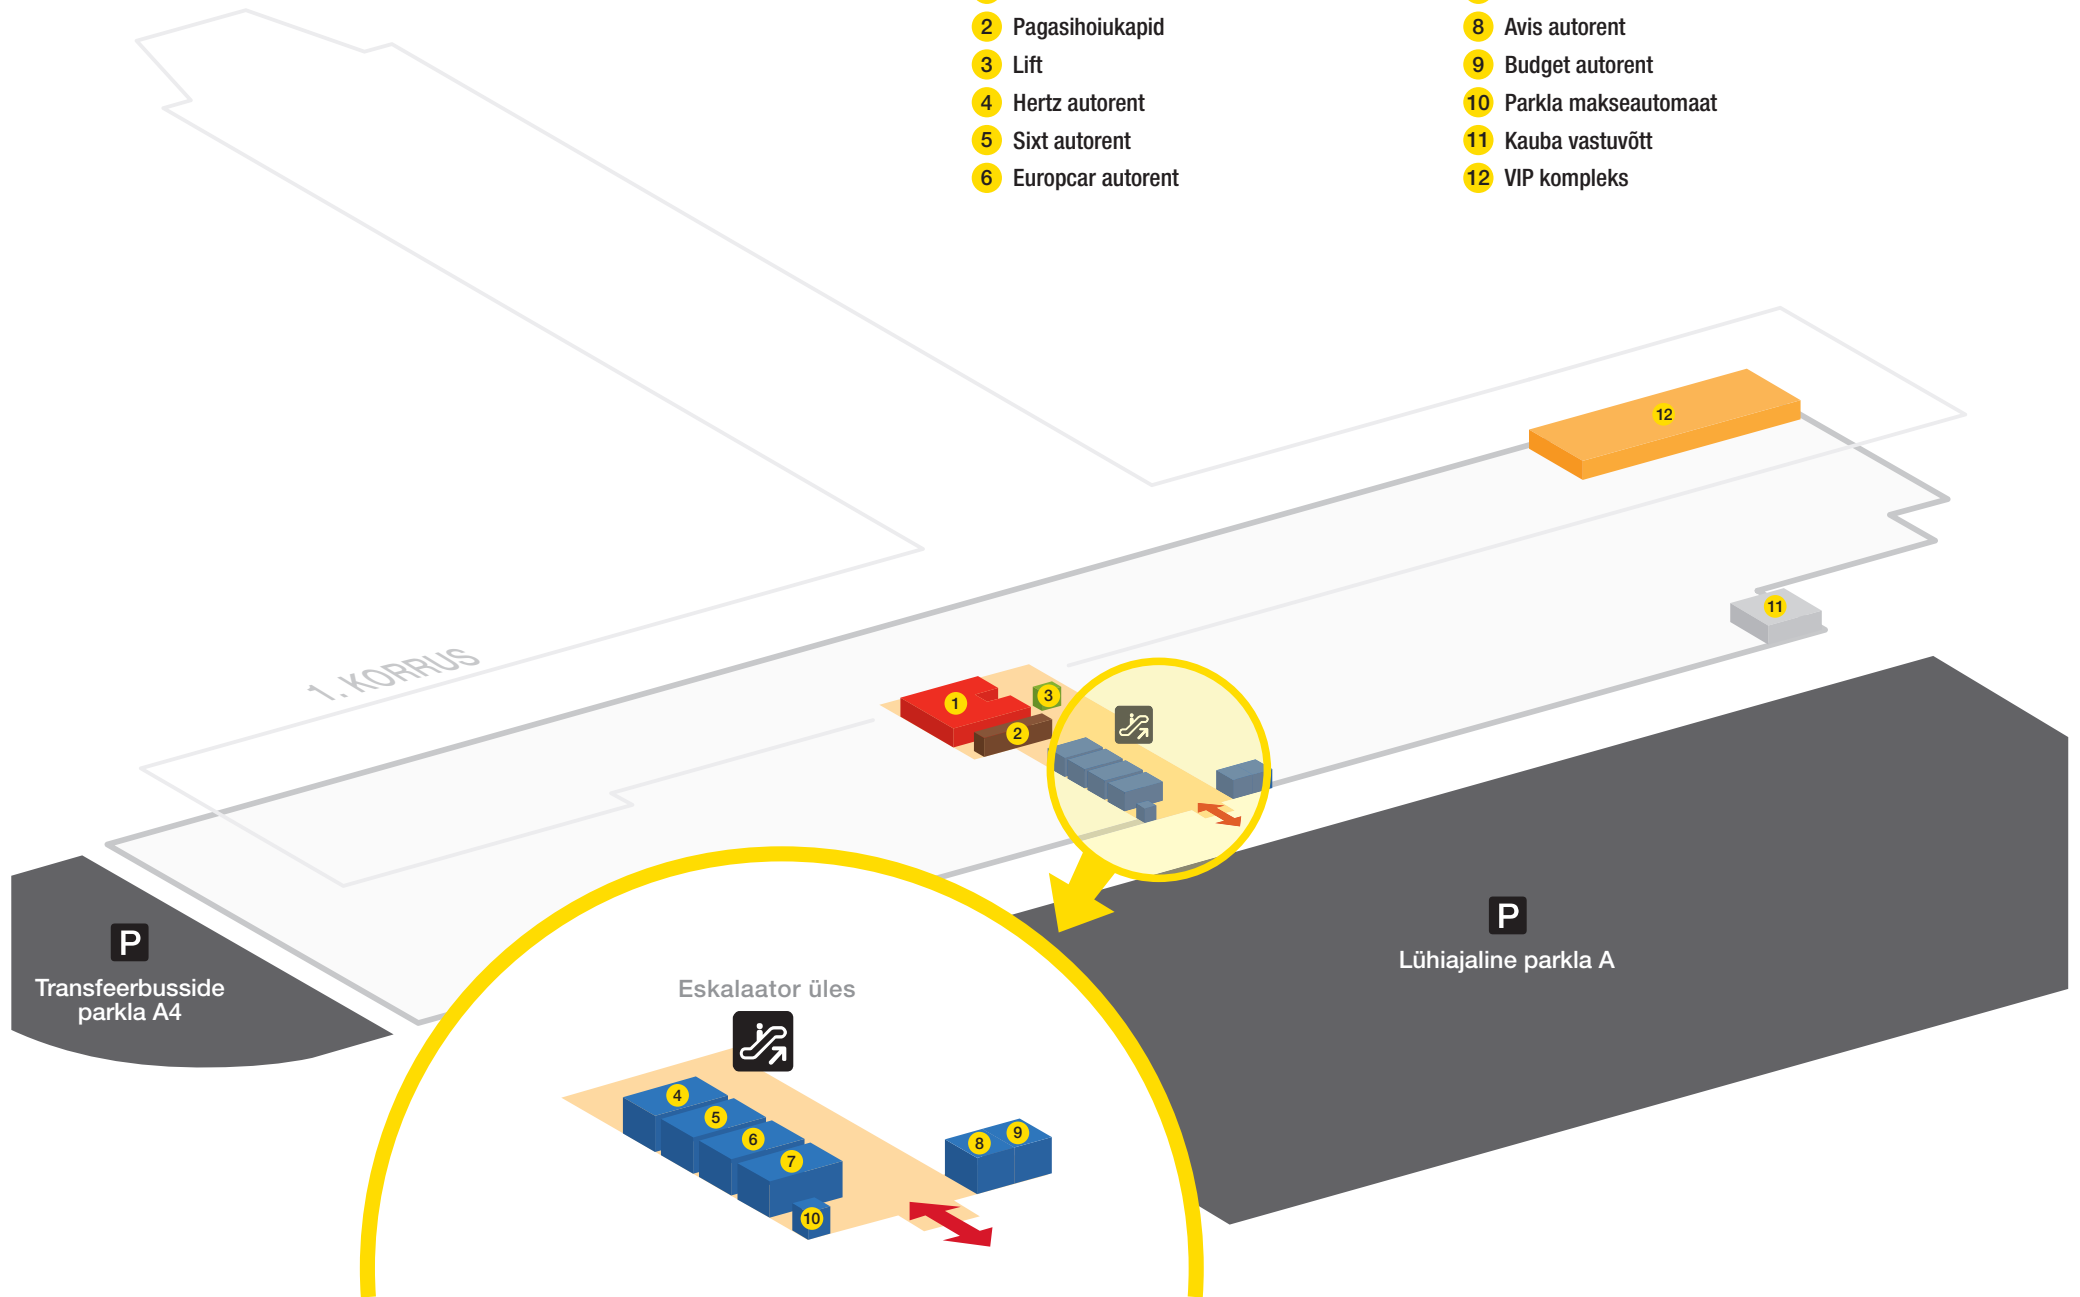 2 Pagasihoiukapid
3 Lift
4 Hertz autorent
5 Sixt autorent
6 Europcar autorent
8 Avis autorent
9 Budget autorent
10 Parkla makseautomaat
11 Kauba vastuvõtt
12 VIP kompleks
12
11
1. KORRUS
1
3
2
P
Transfeerbusside
parkla A4
P
Lühiajaline parkla A
Eskalaator üles
4
5
6
7
8
9
10